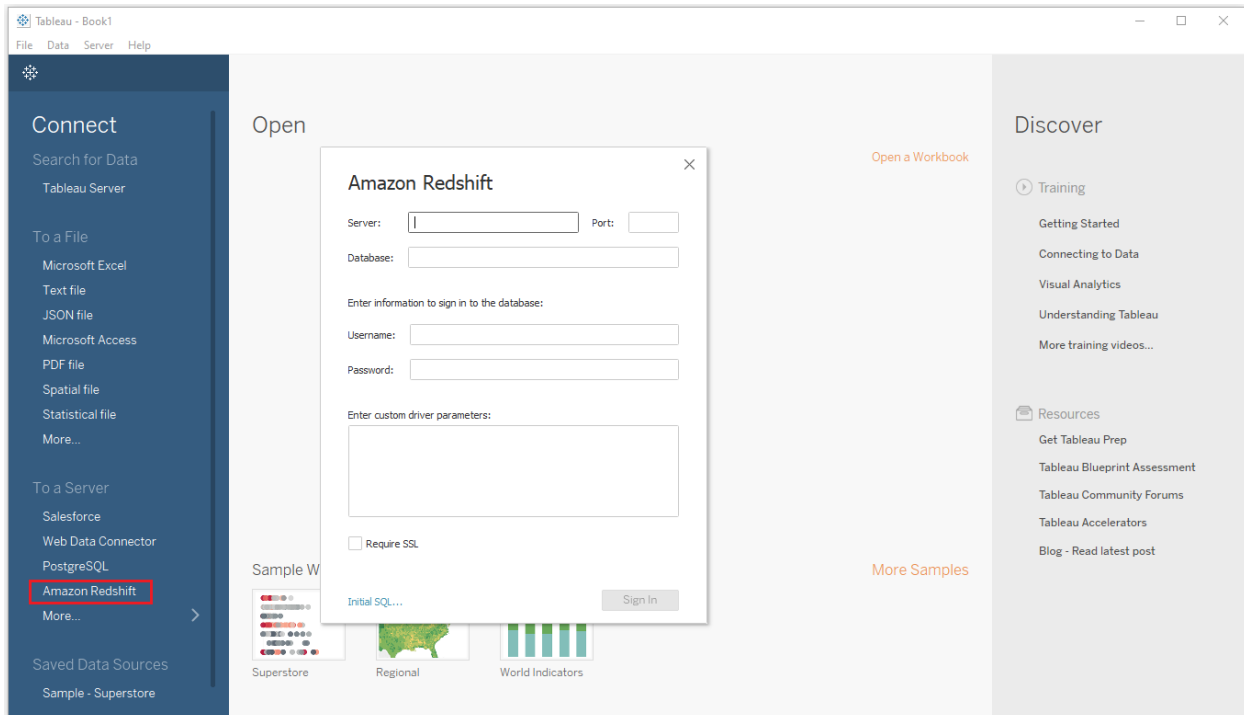 Tableau - Book1
File Data Server Help
Connect
Search for Data
Tableau Server
To a File
Microsoft Excel
Text file
JSON file
Microsoft Access
PDF file
Spatial file
Statistical file
More...
To a Server
Salesforce
Web Data Connector
PostgreSQL
Amazon Redshift
More...
Saved Data Sources
Sample - Superstore
Open
Open a Workbook
Amazon Redshift
Server: Port:
Database:
Enter information to sign in to the database:
Username:
Password:
Enter custom driver parameters:
Require SSL
Initial SQL... Sign In
Sample W
More Samples
Superstore Regional World Indicators
Discover
Training
Getting Started
Connecting to Data
Visual Analytics
Understanding Tableau
More training videos...
Resources
Get Tableau Prep
Tableau Blueprint Assessment
Tableau Community Forums
Tableau Accelerators
Blog - Read latest post